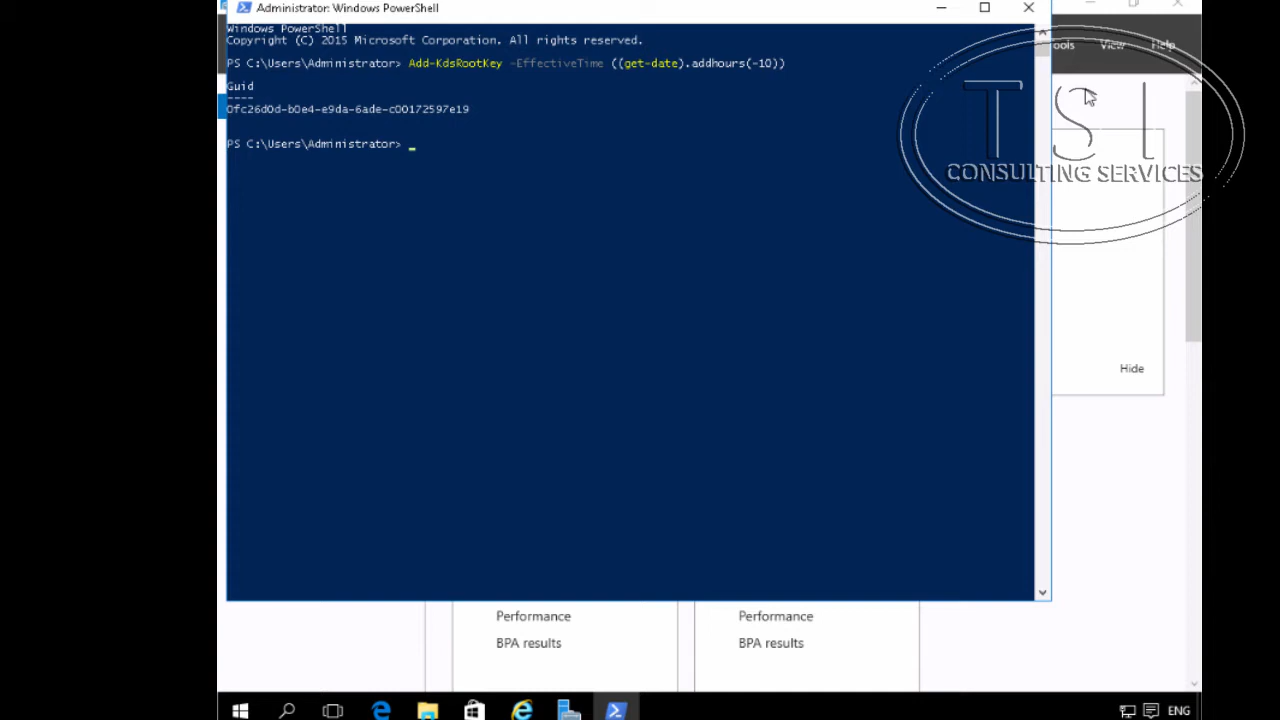 Administrator: Windows PowerShell
Windows PowerShell
Copyright (C) 2015 Microsoft Corporation. All rights reserved.
PS C:\Users\Administrator> Add-KdsRootKey -EffectiveTime ((get-date).addhours(-10))
Guid
----
0fc26d0d-b0e4-e9da-6ade-c00172597e19
PS C:\Users\Administrator> _
ools View Help
TSI
CONSULTING SERVICES
Hide
Performance Performance
BPA results BPA results
ENG